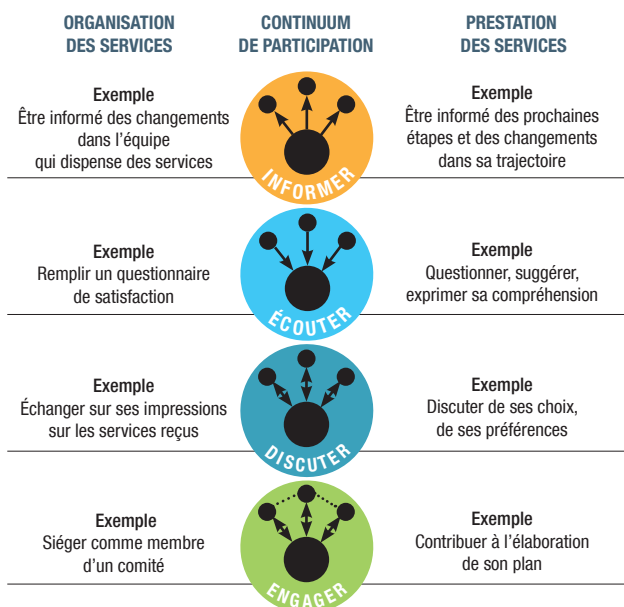 ORGANISATION
DES SERVICES
CONTINUUM
DE PARTICIPATION
PRESTATION
DES SERVICES
Exemple
Être informé des changements
dans l'équipe
qui dispense des services
INFORMER
Exemple
Être informé des prochaines
étapes et des changements
dans sa trajectoire
Exemple
Remplir un questionnaire
de satisfaction
ÉCOUTER
Exemple
Questionner, suggérer,
exprimer sa compréhension
Exemple
Échanger sur ses impressions
sur les services reçus
DISCUTER
Exemple
Discuter de ses choix,
de ses préférences
Exemple
Siéger comme membre
d'un comité
ENGAGER
Exemple
Contribuer à l'élaboration
de son plan